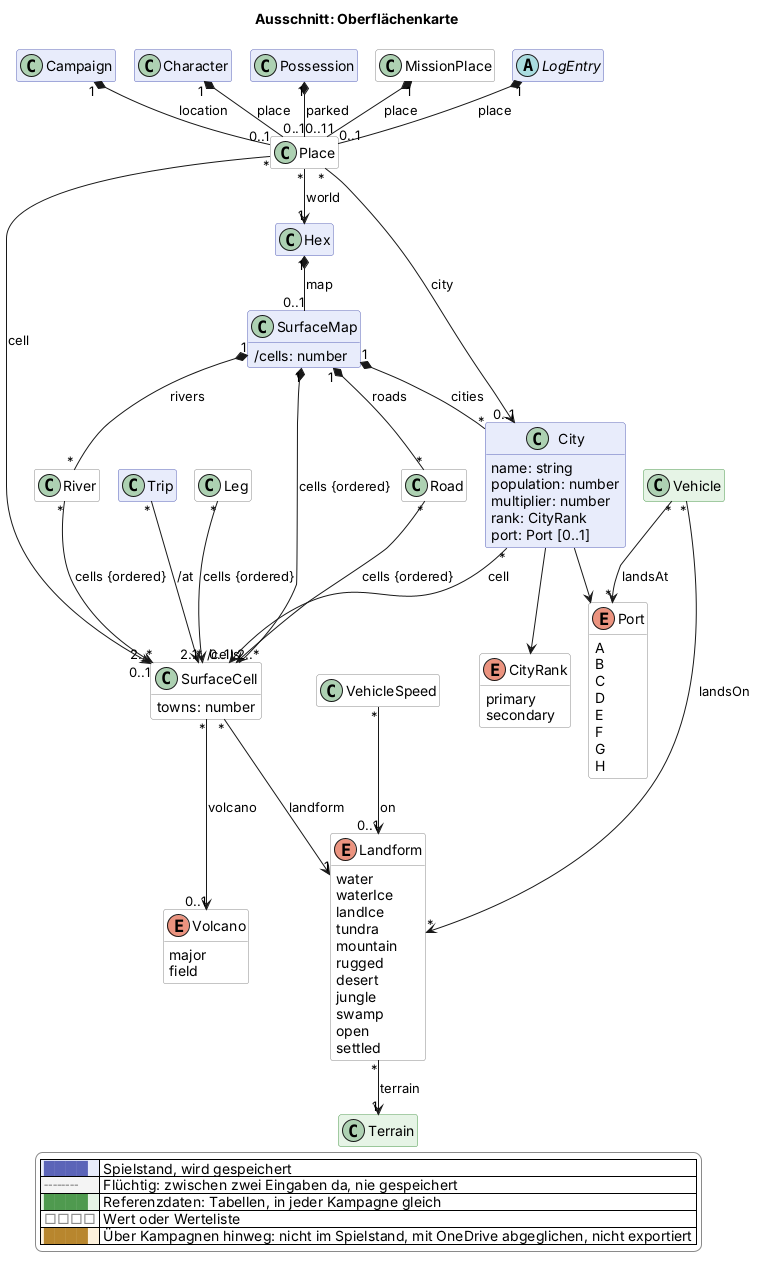 Ausschnitt: Oberflächenkarte
C Campaign
C Character
C Possession
C MissionPlace
A LogEntry
1 1 1 1 1
location place parked place place
0..1 0..1 0..1 1 0..1
C Place
* * *
world
1
C Hex
1
city
map
cell
0..1
C SurfaceMap
/cells: number
1 1 1 1
rivers
roads
cities
cells {ordered}
* * * 0..1
C City
name: string
population: number
multiplier: number
rank: CityRank
port: Port [0..1]
C River
C Trip
C Leg
C Road
C Vehicle
* * * * * * *
cells {ordered}
/at
cells {ordered}
cells {ordered}
cell
landsAt
*
landsOn
0..1
C SurfaceCell
towns: number
C VehicleSpeed
E CityRank
primary
secondary
E Port
A
B
C
D
E
F
G
H
* * *
volcano
landform
on
0..1 1 0..1
E Volcano
major
field
E Landform
water
waterIce
landIce
tundra
mountain
rugged
desert
jungle
swamp
open
settled
*
*
terrain
1
C Terrain
Spielstand, wird gespeichert
Flüchtig: zwischen zwei Eingaben da, nie gespeichert
Referenzdaten: Tabellen, in jeder Kampagne gleich
Wert oder Werteliste
Über Kampagnen hinweg: nicht im Spielstand, mit OneDrive abgeglichen, nicht exportiert